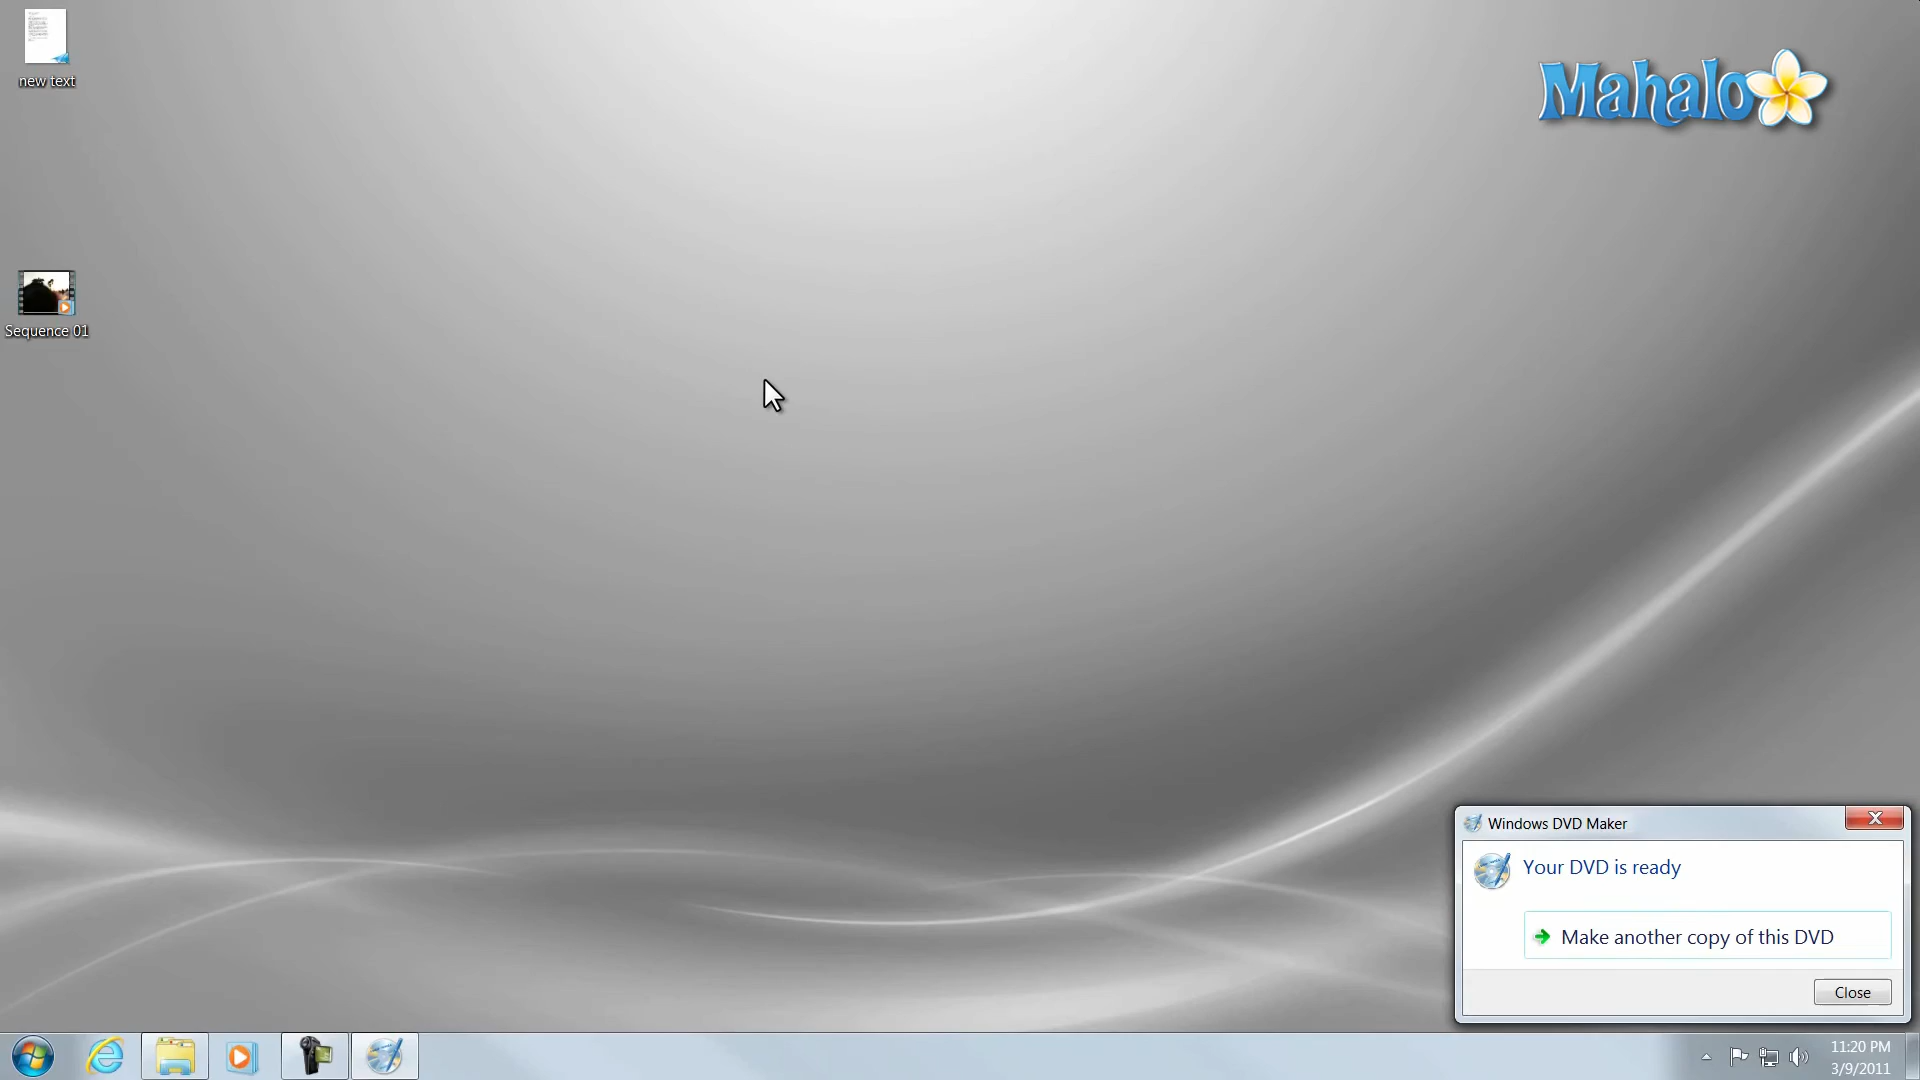 new text
Mahalo
Sequence 01
Windows DVD Maker
Your DVD is ready
Make another copy of this DVD
Close
11:20 PM
3/9/2011